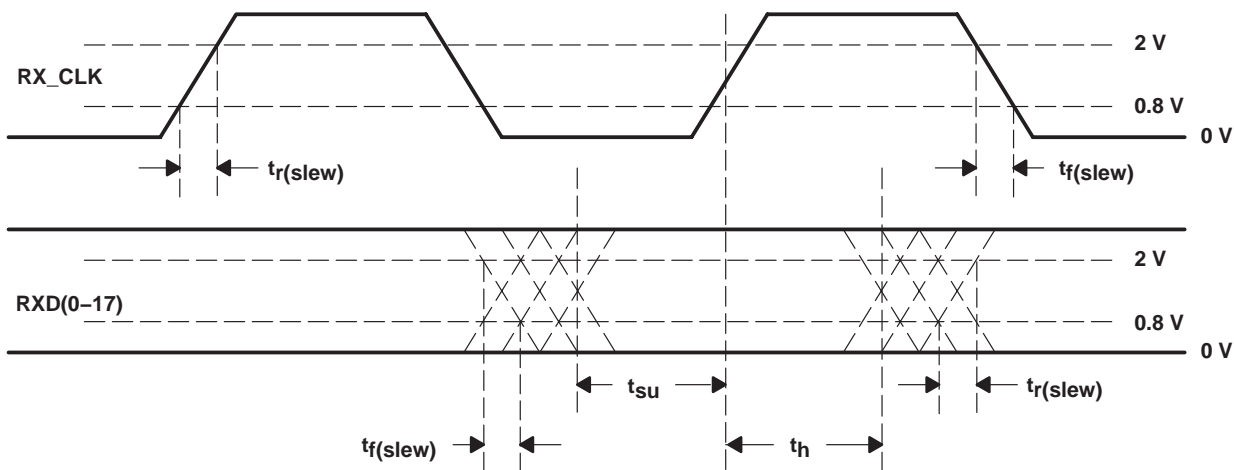 2 V
RX_CLK
0.8 V
0 V
tr(slew)
tf(slew)
2 V
RXD(0–17)
0.8 V
0 V
tsu
tr(slew)
tf(slew)
th